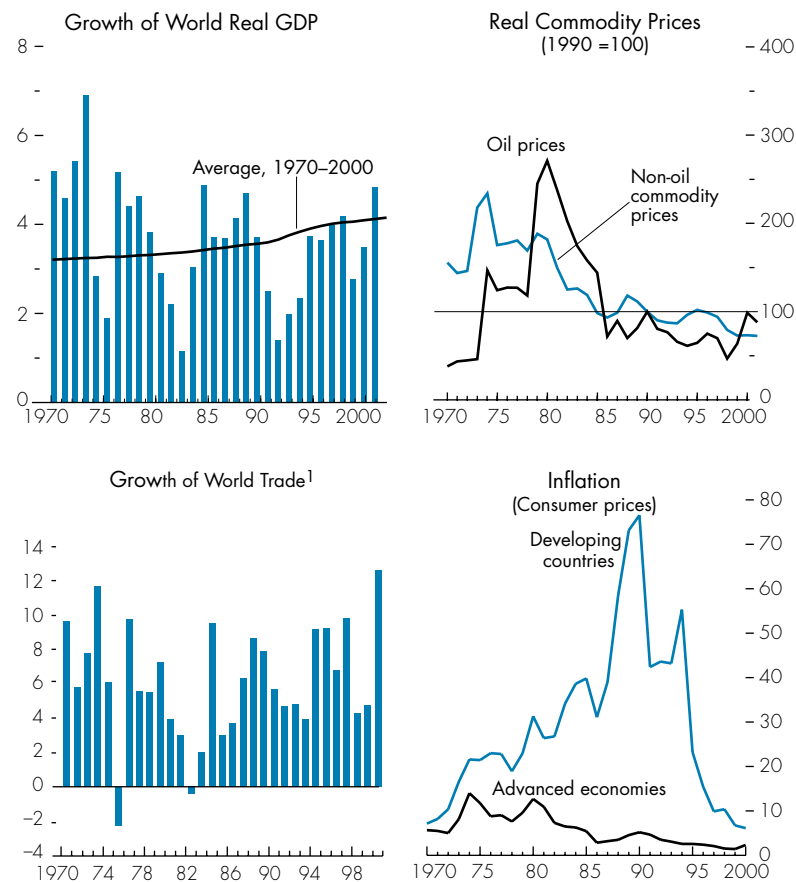 Growth of World Real GDP
8
6
4
2
0
Average, 1970–2000
1970 75 80 85 90 95 2000
Real Commodity Prices
(1990 =100)
400
300
200
100
0
Oil prices
Non-oil
commodity
prices
1970 75 80 85 90 95 2000
Growth of World Trade1
14
12
10
8
6
4
2
0
–2
–4
1970 74 78 82 86 90 94 98
Inflation
(Consumer prices)
80
70
60
50
40
30
20
10
0
Developing
countries
Advanced economies
1970 75 80 85 90 95 2000